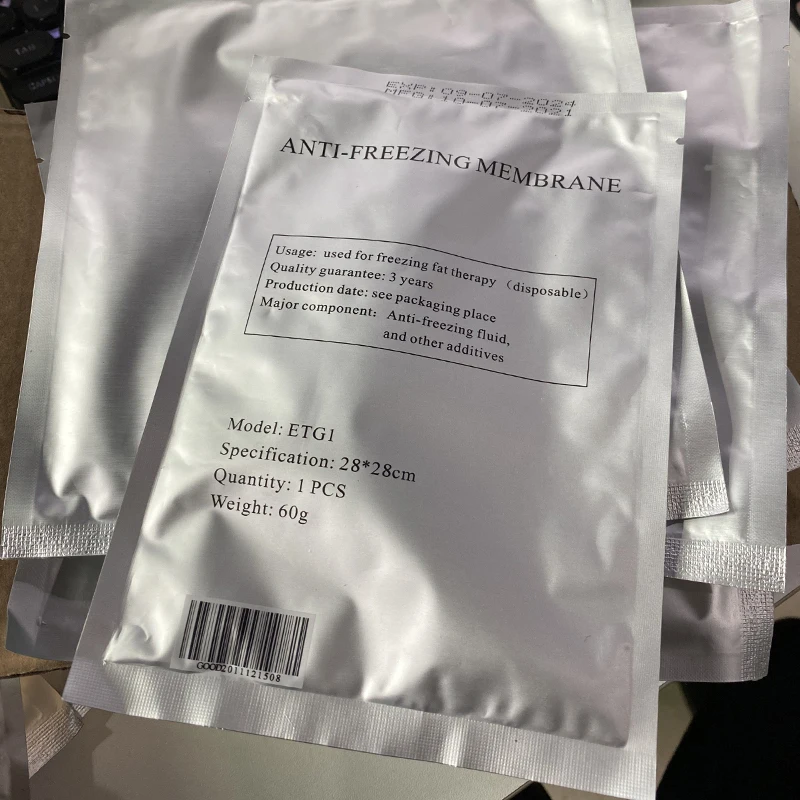 EXP: 09-07-2024
MFG: 10-07-2021
ANTI-FREEZING MEMBRANE
Usage: used for freezing fat therapy （disposable）
Quality guarantee: 3 years
Production date: see packaging place
Major component: Anti-freezing fluid,
and other additives
Model: ETG1
Specification: 28*28cm
Quantity: 1 PCS
Weight: 60g
GOOD2011121508
TAB